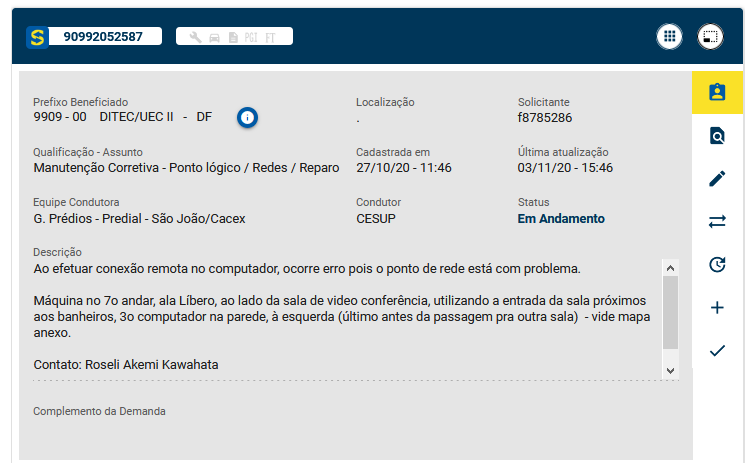 S 90992052587 PGI FT
Prefixo Beneficiado Localização Solicitante
9909 - 00 DITEC/UEC II - DF . f8785286
Qualificação - Assunto Cadastrada em Última atualização
Manutenção Corretiva - Ponto lógico / Redes / Reparo 27/10/20 - 11:46 03/11/20 - 15:46
Equipe Condutora Condutor Status
G. Prédios - Predial - São João/Cacex CESUP Em Andamento
Descrição
Ao efetuar conexão remota no computador, ocorre erro pois o ponto de rede está com problema.
Máquina no 7o andar, ala Líbero, ao lado da sala de video conferência, utilizando a entrada da sala próximos
aos banheiros, 3o computador na parede, à esquerda (último antes da passagem pra outra sala) - vide mapa
anexo.
Contato: Roseli Akemi Kawahata
Complemento da Demanda